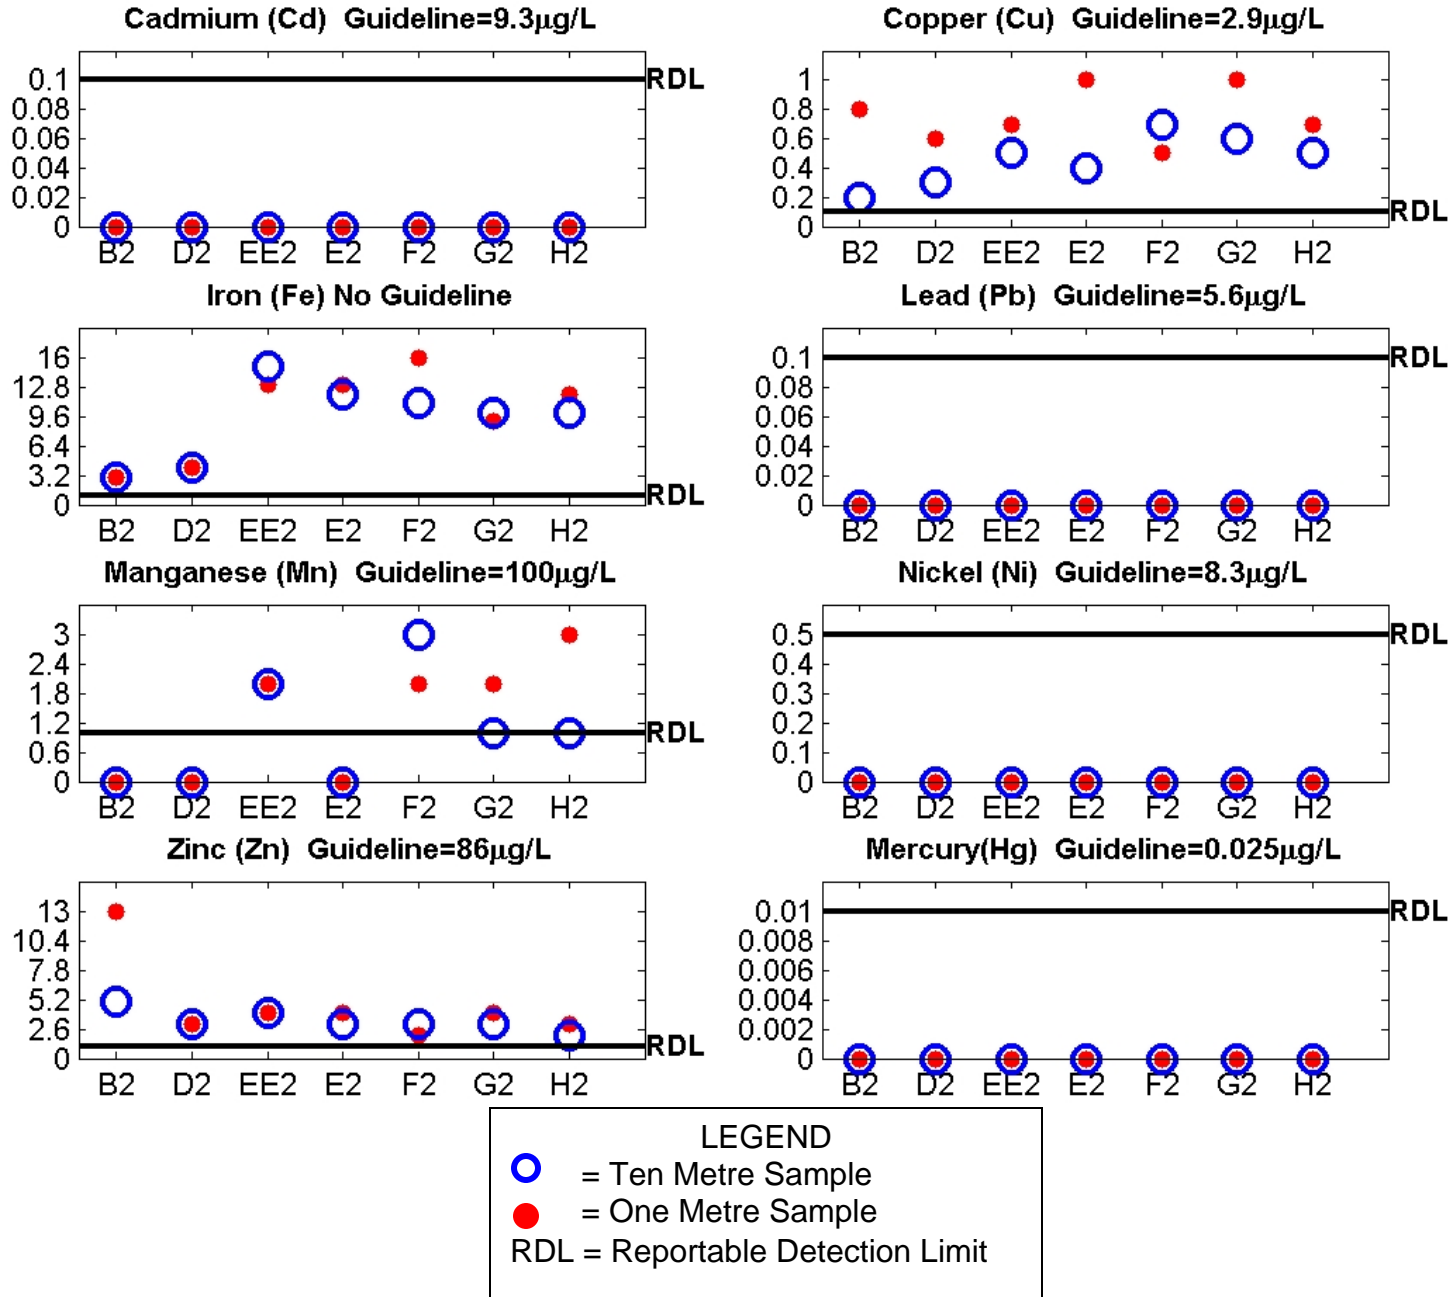 Cadmium (Cd)  Guideline=9.3µg/L
0.1
0.08
0.06
0.04
0.02
0
RDL
B2 D2 EE2 E2 F2 G2 H2
Copper (Cu)  Guideline=2.9µg/L
1
0.8
0.6
0.4
0.2
0
RDL
B2 D2 EE2 E2 F2 G2 H2
Iron (Fe) No Guideline
16
12.8
9.6
6.4
3.2
0
RDL
B2 D2 EE2 E2 F2 G2 H2
Lead (Pb)  Guideline=5.6µg/L
0.1
0.08
0.06
0.04
0.02
0
RDL
B2 D2 EE2 E2 F2 G2 H2
Manganese (Mn)  Guideline=100µg/L
3
2.4
1.8
1.2
0.6
0
RDL
B2 D2 EE2 E2 F2 G2 H2
Nickel (Ni)  Guideline=8.3µg/L
0.5
0.4
0.3
0.2
0.1
0
RDL
B2 D2 EE2 E2 F2 G2 H2
Zinc (Zn)  Guideline=86µg/L
13
10.4
7.8
5.2
2.6
0
RDL
B2 D2 EE2 E2 F2 G2 H2
Mercury(Hg)  Guideline=0.025µg/L
0.01
0.008
0.006
0.004
0.002
0
RDL
B2 D2 EE2 E2 F2 G2 H2
LEGEND
= Ten Metre Sample
= One Metre Sample
RDL = Reportable Detection Limit